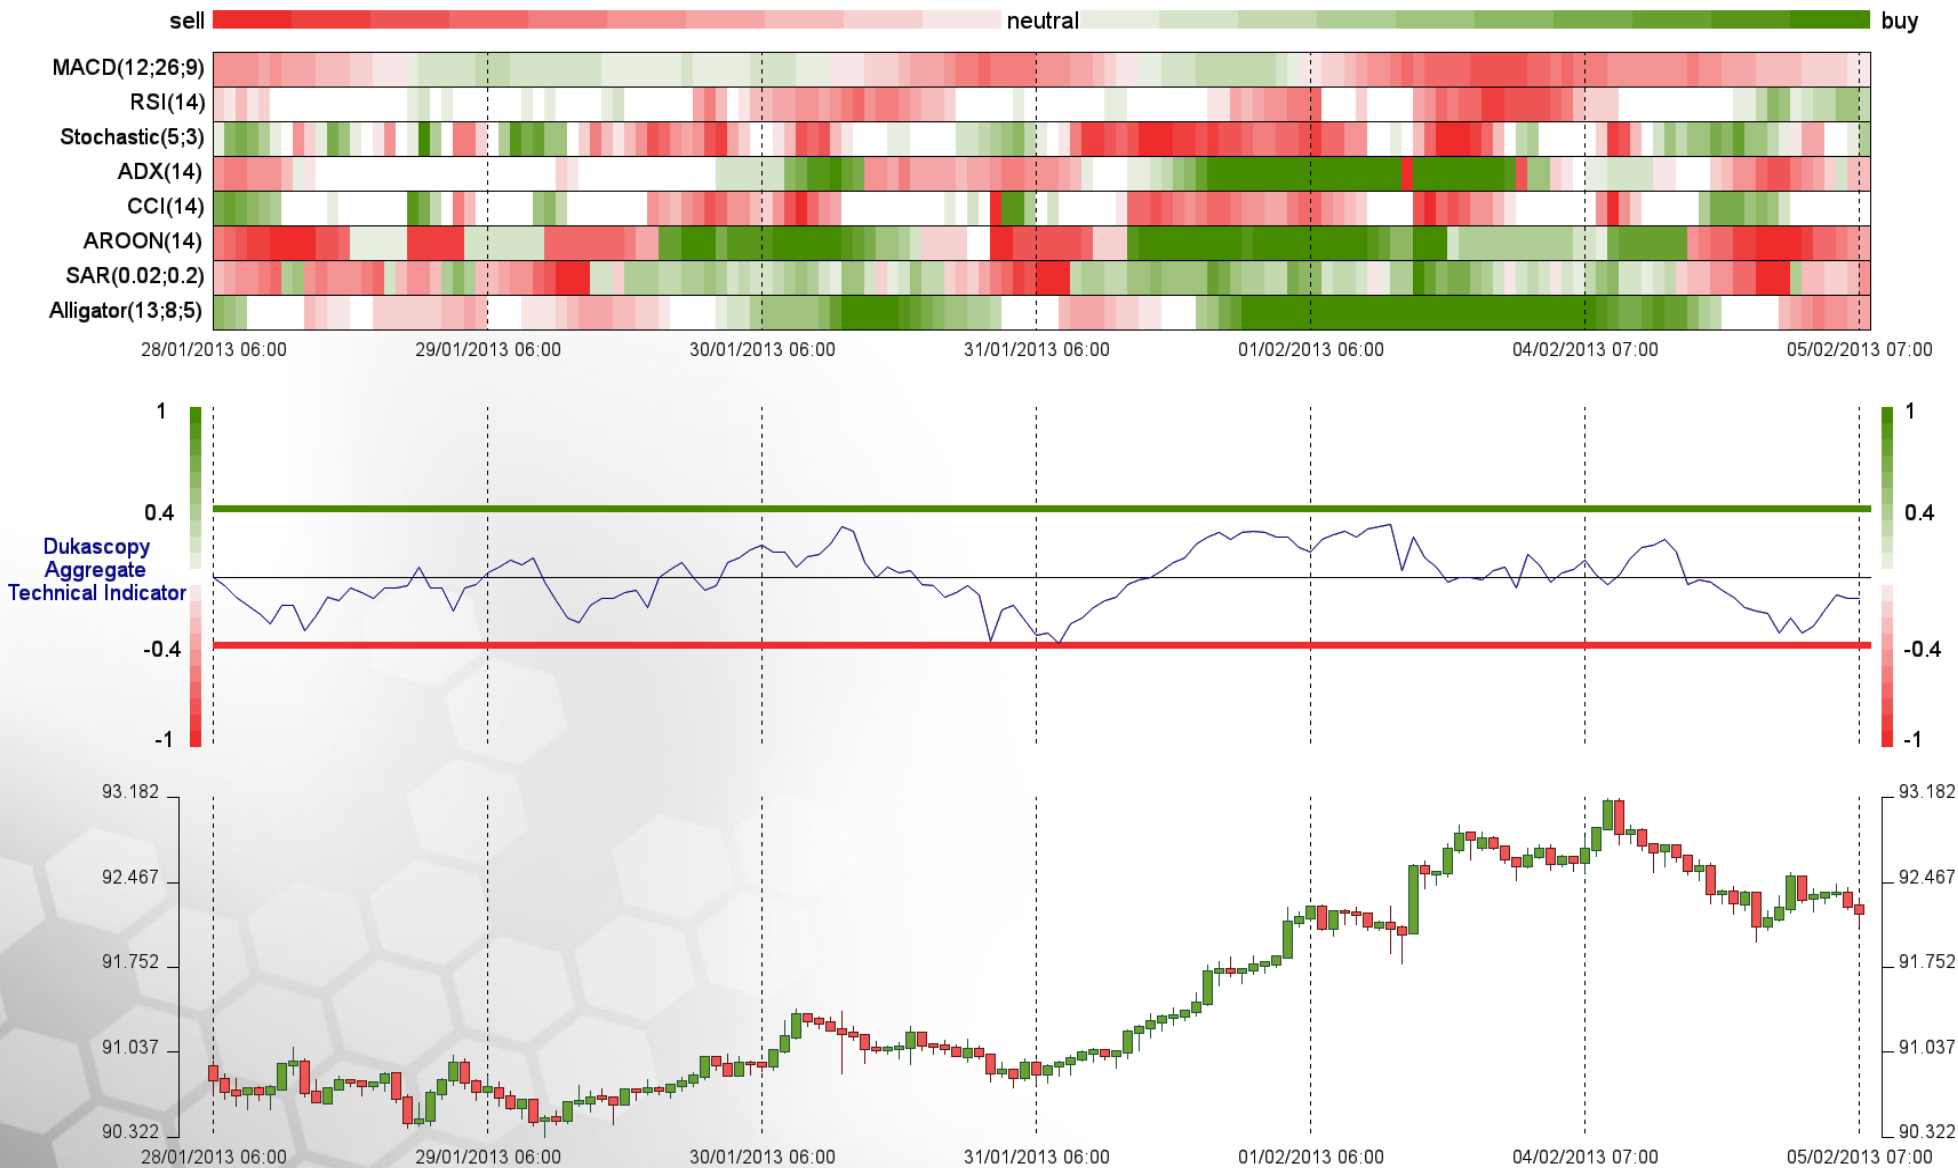 sell neutral buy
MACD(12;26;9)
RSI(14)
Stochastic(5;3)
ADX(14)
CCI(14)
AROON(14)
SAR(0.02;0.2)
Alligator(13;8;5)
28/01/2013 06:00 29/01/2013 06:00 30/01/2013 06:00 31/01/2013 06:00 01/02/2013 06:00 04/02/2013 07:00 05/02/2013 07:00
1 1
0.4 0.4
Dukascopy
Aggregate
Technical Indicator
-0.4 -0.4
-1 -1
93.182 93.182
92.467 92.467
91.752 91.752
91.037 91.037
90.322 90.322
28/01/2013 06:00 29/01/2013 06:00 30/01/2013 06:00 31/01/2013 06:00 01/02/2013 06:00 04/02/2013 07:00 05/02/2013 07:00